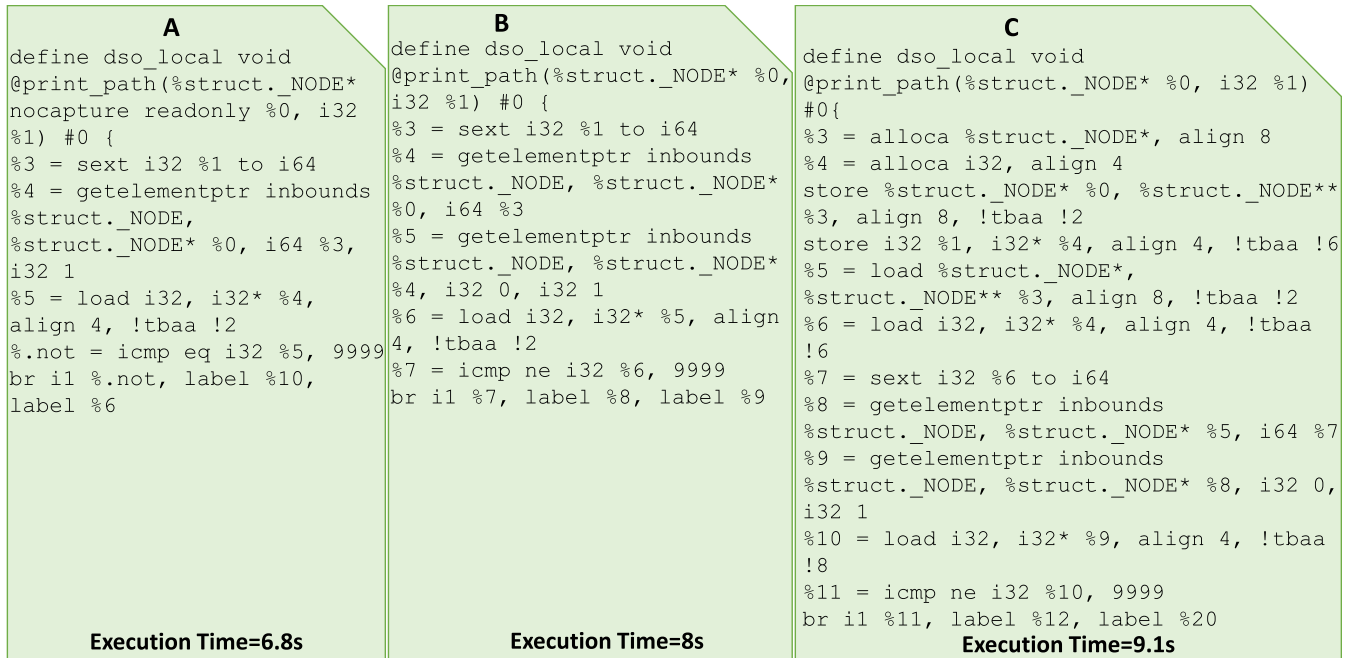 A
define dso_local void
@print_path(%struct._NODE*
nocapture readonly %0, i32
%1) #0 {
%3 = sext i32 %1 to i64
%4 = getelementptr inbounds
%struct._NODE,
%struct._NODE* %0, i64 %3,
i32 1
%5 = load i32, i32* %4,
align 4, !tbaa !2
%.not = icmp eq i32 %5, 9999
br i1 %.not, label %10,
label %6
Execution Time=6.8s
B
define dso_local void
@print_path(%struct._NODE* %0,
i32 %1) #0 {
%3 = sext i32 %1 to i64
%4 = getelementptr inbounds
%struct._NODE, %struct._NODE*
%0, i64 %3
%5 = getelementptr inbounds
%struct._NODE, %struct._NODE*
%4, i32 0, i32 1
%6 = load i32, i32* %5, align
4, !tbaa !2
%7 = icmp ne i32 %6, 9999
br i1 %7, label %8, label %9
Execution Time=8s
C
define dso_local void
@print_path(%struct._NODE* %0, i32 %1)
#0{
%3 = alloca %struct._NODE*, align 8
%4 = alloca i32, align 4
store %struct._NODE* %0, %struct._NODE**
%3, align 8, !tbaa !2
store i32 %1, i32* %4, align 4, !tbaa !6
%5 = load %struct._NODE*,
%struct._NODE** %3, align 8, !tbaa !2
%6 = load i32, i32* %4, align 4, !tbaa
!6
%7 = sext i32 %6 to i64
%8 = getelementptr inbounds
%struct._NODE, %struct._NODE* %5, i64 %7
%9 = getelementptr inbounds
%struct._NODE, %struct._NODE* %8, i32 0,
i32 1
%10 = load i32, i32* %9, align 4, !tbaa
!8
%11 = icmp ne i32 %10, 9999
br i1 %11, label %12, label %20
Execution Time=9.1s